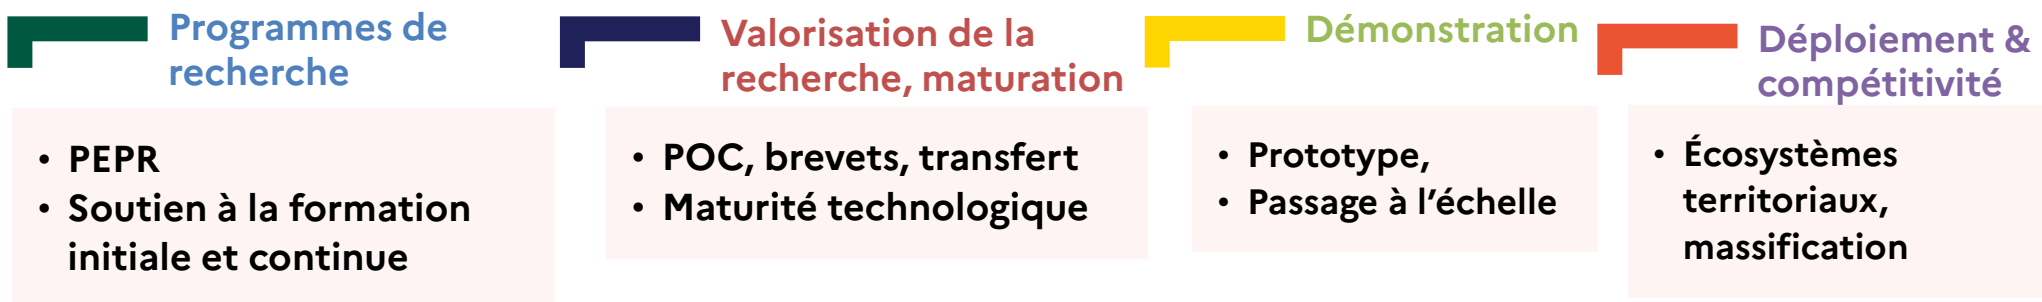 Programmes de
recherche
• PEPR
• Soutien à la formation
initiale et continue
Valorisation de la
recherche, maturation
• POC, brevets, transfert
• Maturité technologique
Démonstration
• Prototype,
• Passage à l’échelle
Déploiement &
compétitivité
• Écosystèmes
territoriaux,
massification